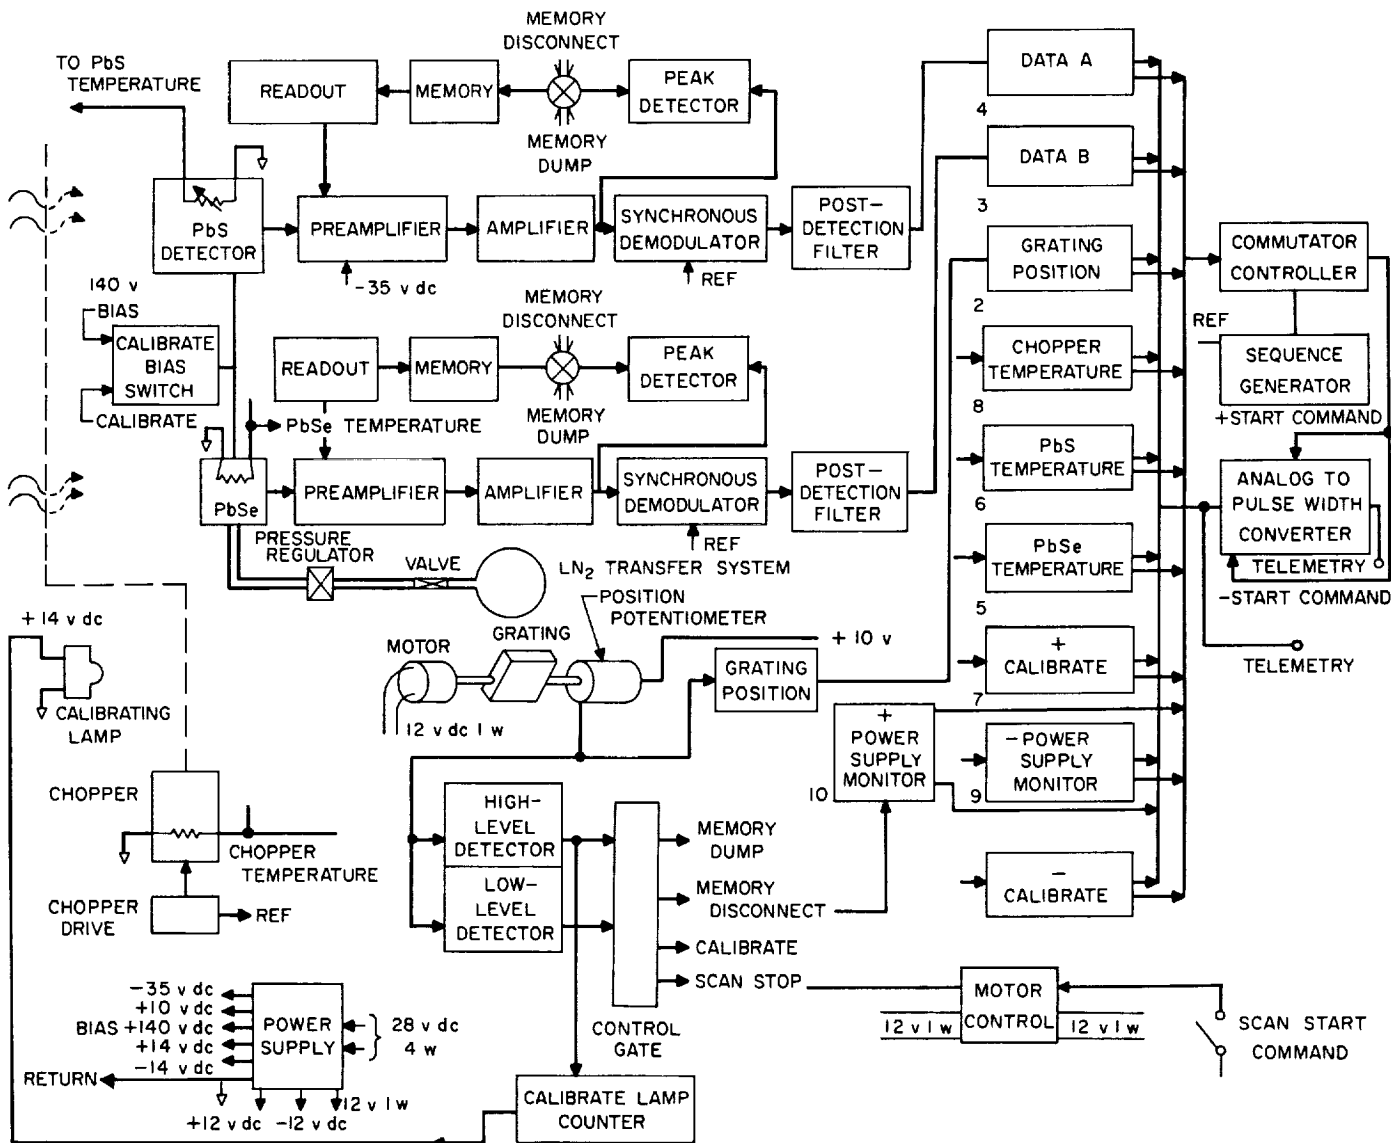 MEMORY
DISCONNECT
TO PbS
TEMPERATURE
READOUT
MEMORY
PEAK
DETECTOR
MEMORY
DUMP
DATA A
4
DATA B
3
PbS
DETECTOR
PREAMPLIFIER
AMPLIFIER
SYNCHRONOUS
DEMODULATOR
POST-
DETECTION
FILTER
-35 v dc
REF
GRATING
POSITION
2
COMMUTATOR
CONTROLLER
140 v
BIAS
CALIBRATE
BIAS
SWITCH
CALIBRATE
MEMORY
DISCONNECT
READOUT
MEMORY
PEAK
DETECTOR
MEMORY
DUMP
CHOPPER
TEMPERATURE
8
REF
SEQUENCE
GENERATOR
+START COMMAND
PbSe TEMPERATURE
PbSe
PREAMPLIFIER
AMPLIFIER
SYNCHRONOUS
DEMODULATOR
POST-
DETECTION
FILTER
REF
PbS
TEMPERATURE
6
ANALOG TO
PULSE WIDTH
CONVERTER
TELEMETRY
-START COMMAND
PRESSURE
REGULATOR
VALVE
LN2 TRANSFER SYSTEM
PbSe
TEMPERATURE
5
+14 v dc
CALIBRATING
LAMP
MOTOR
GRATING
POSITION
POTENTIOMETER
+ 10 v
12 v dc 1 w
GRATING
POSITION
+
CALIBRATE
7
TELEMETRY
+
POWER
SUPPLY
MONITOR
10
-POWER
SUPPLY
MONITOR
9
CHOPPER
CHOPPER
TEMPERATURE
CHOPPER
DRIVE
REF
HIGH-
LEVEL
DETECTOR
LOW-
LEVEL
DETECTOR
MEMORY
DUMP
MEMORY
DISCONNECT
CALIBRATE
SCAN STOP
CONTROL
GATE
-
CALIBRATE
MOTOR
CONTROL
12 v 1 w
12 v 1 w
SCAN START
COMMAND
-35 v dc
+10 v dc
BIAS +140 v dc
+14 v dc
-14 v dc
RETURN
POWER
SUPPLY
28 v dc
4 w
12 v 1 w
+12 v dc
-12 v dc
CALIBRATE LAMP
COUNTER